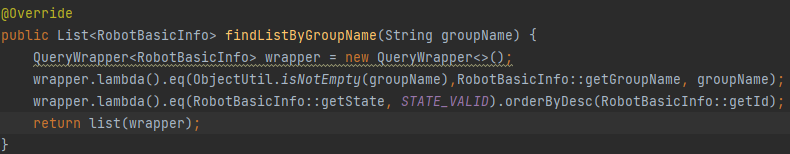 @Override
public List<RobotBasicInfo> findListByGroupName(String groupName) {
QueryWrapper<RobotBasicInfo> wrapper = new QueryWrapper<>();
wrapper.lambda().eq(ObjectUtil.isNotEmpty(groupName),RobotBasicInfo::getGroupName, groupName);
wrapper.lambda().eq(RobotBasicInfo::getState, STATE_VALID).orderByDesc(RobotBasicInfo::getId);
return list(wrapper);
}